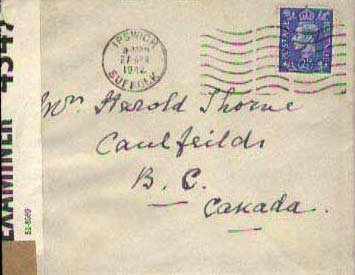 IPSWICH
27 APR
1942
SUFFOLK
Mr Harold Thorne
Caulfeilds
B. C.
Canada.
EXAMINER 4547